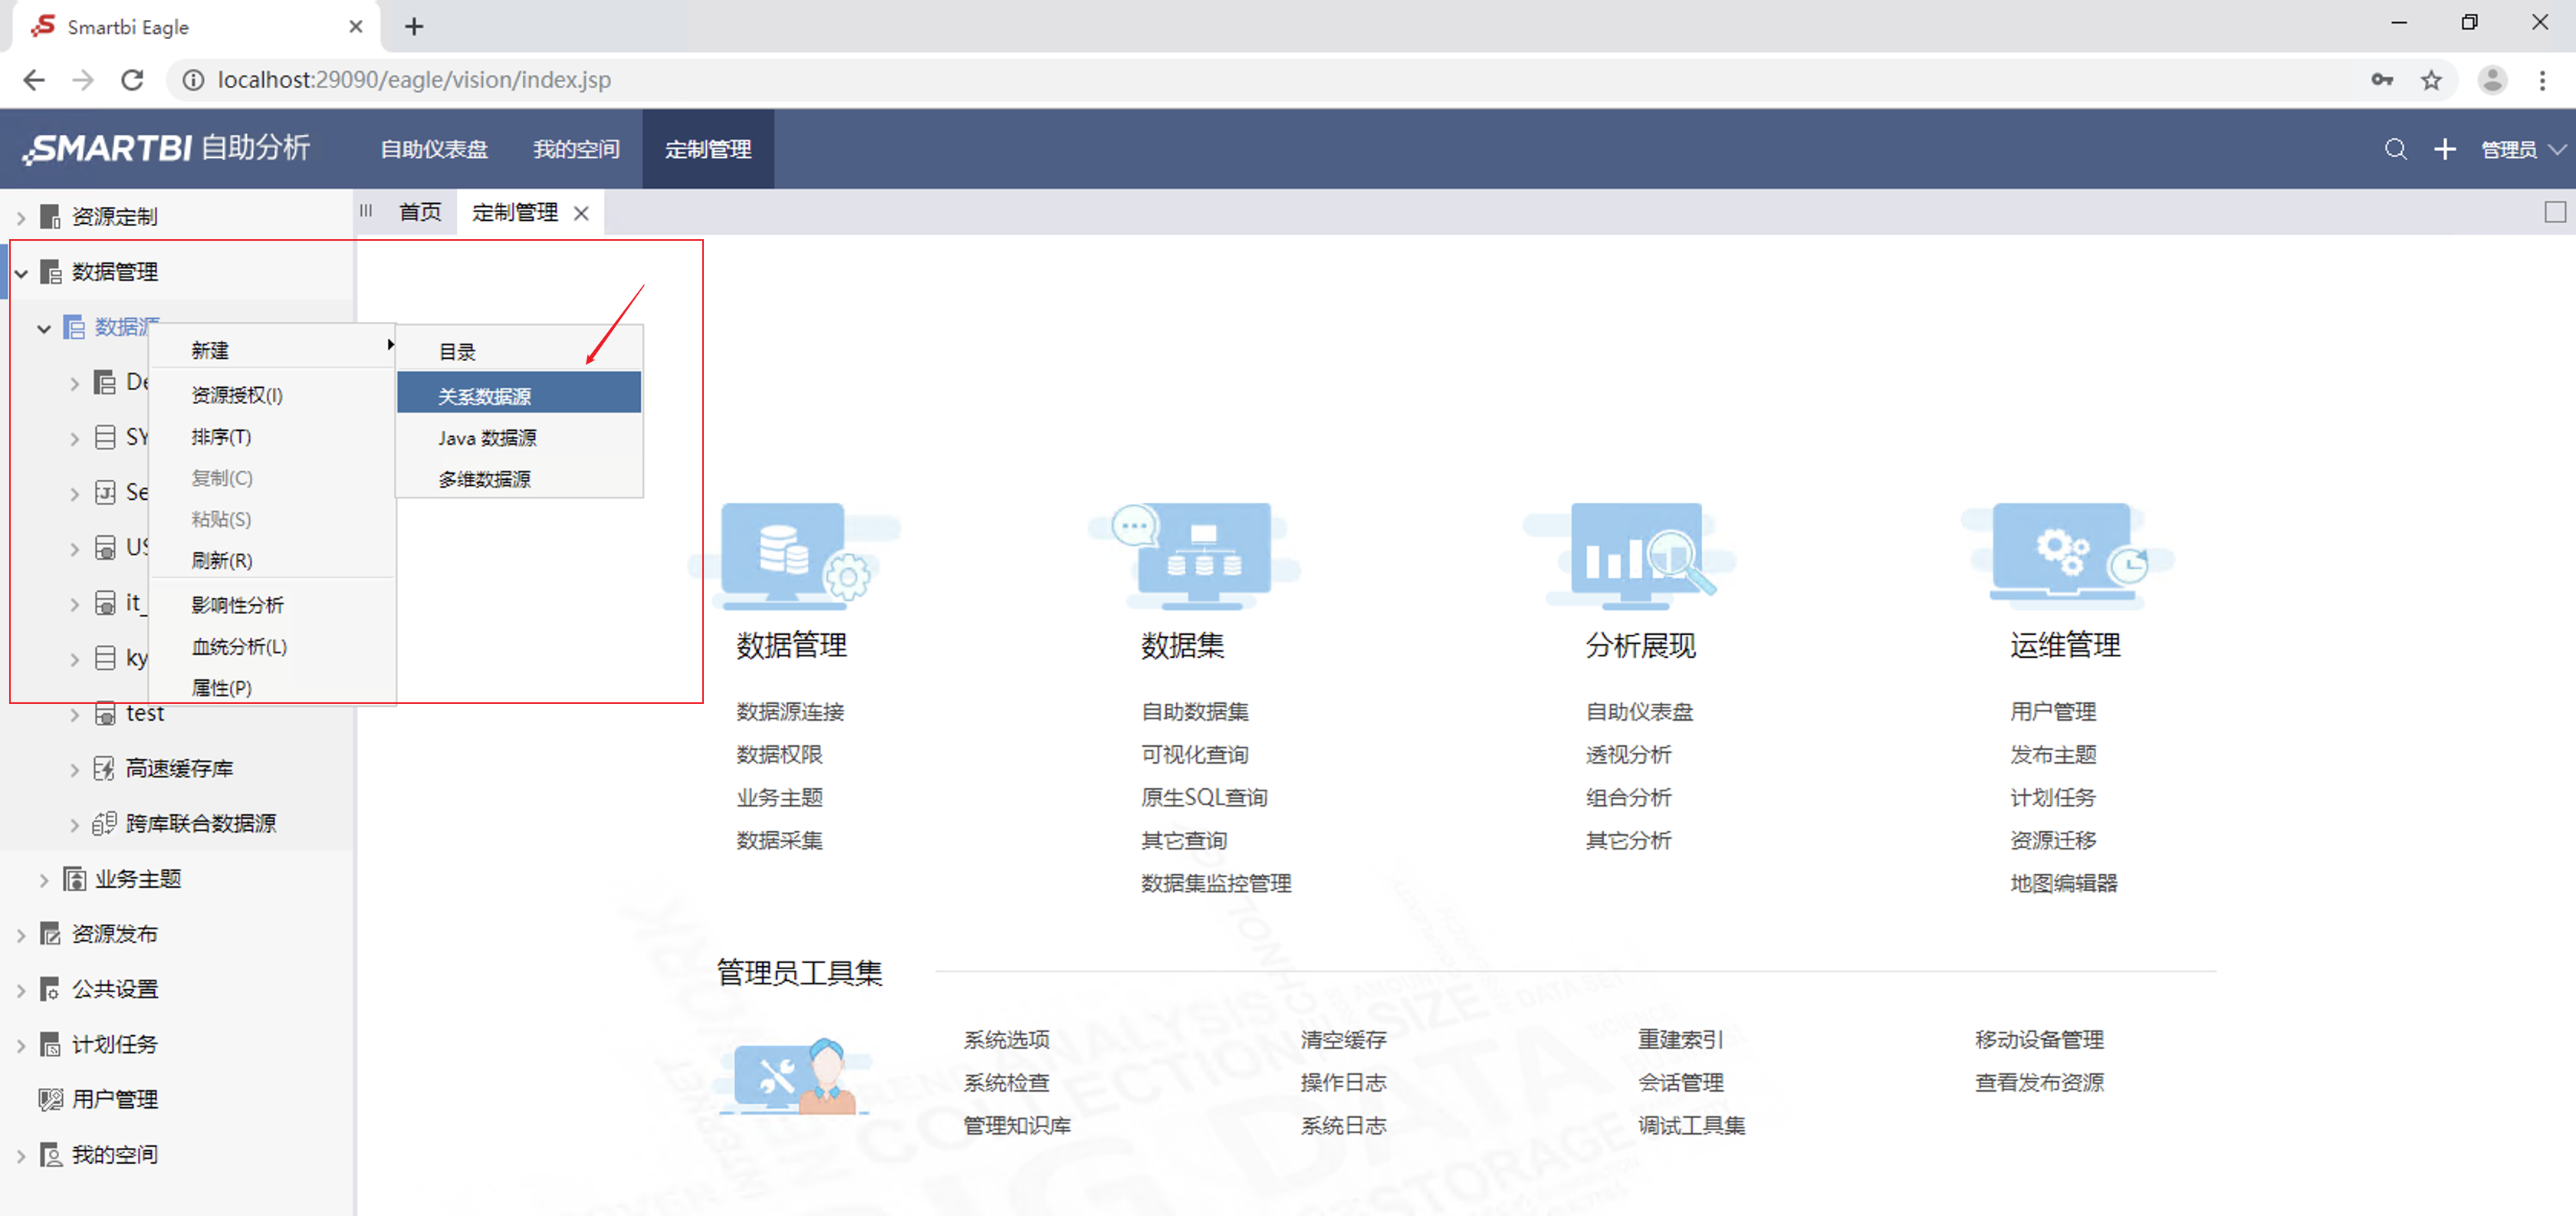 Smartbi Eagle
localhost:29090/eagle/vision/index.jsp
SMARTBI 自助分析
自助仪表盘
我的空间
定制管理
管理员
资源定制
首页
定制管理
数据管理
数据源
新建
目录
De
资源授权(I)
关系数据源
SY
排序(T)
Java 数据源
Se
复制(C)
多维数据源
粘贴(S)
US
刷新(R)
it_
影响性分析
ky
血统分析(L)
属性(P)
test
高速缓存库
跨库联合数据源
业务主题
资源发布
公共设置
计划任务
用户管理
我的空间
数据管理
数据源连接
数据权限
业务主题
数据采集
数据集
自助数据集
可视化查询
原生SQL查询
其它查询
数据集监控管理
分析展现
自助仪表盘
透视分析
组合分析
其它分析
运维管理
用户管理
发布主题
计划任务
资源迁移
地图编辑器
管理员工具集
系统选项
清空缓存
重建索引
移动设备管理
系统检查
操作日志
会话管理
查看发布资源
管理知识库
系统日志
调试工具集
ANALYSIS
COLLECTION
SIZE
DATA SET
SCIENCE
BIG DATA
STORAGE
INTERNET